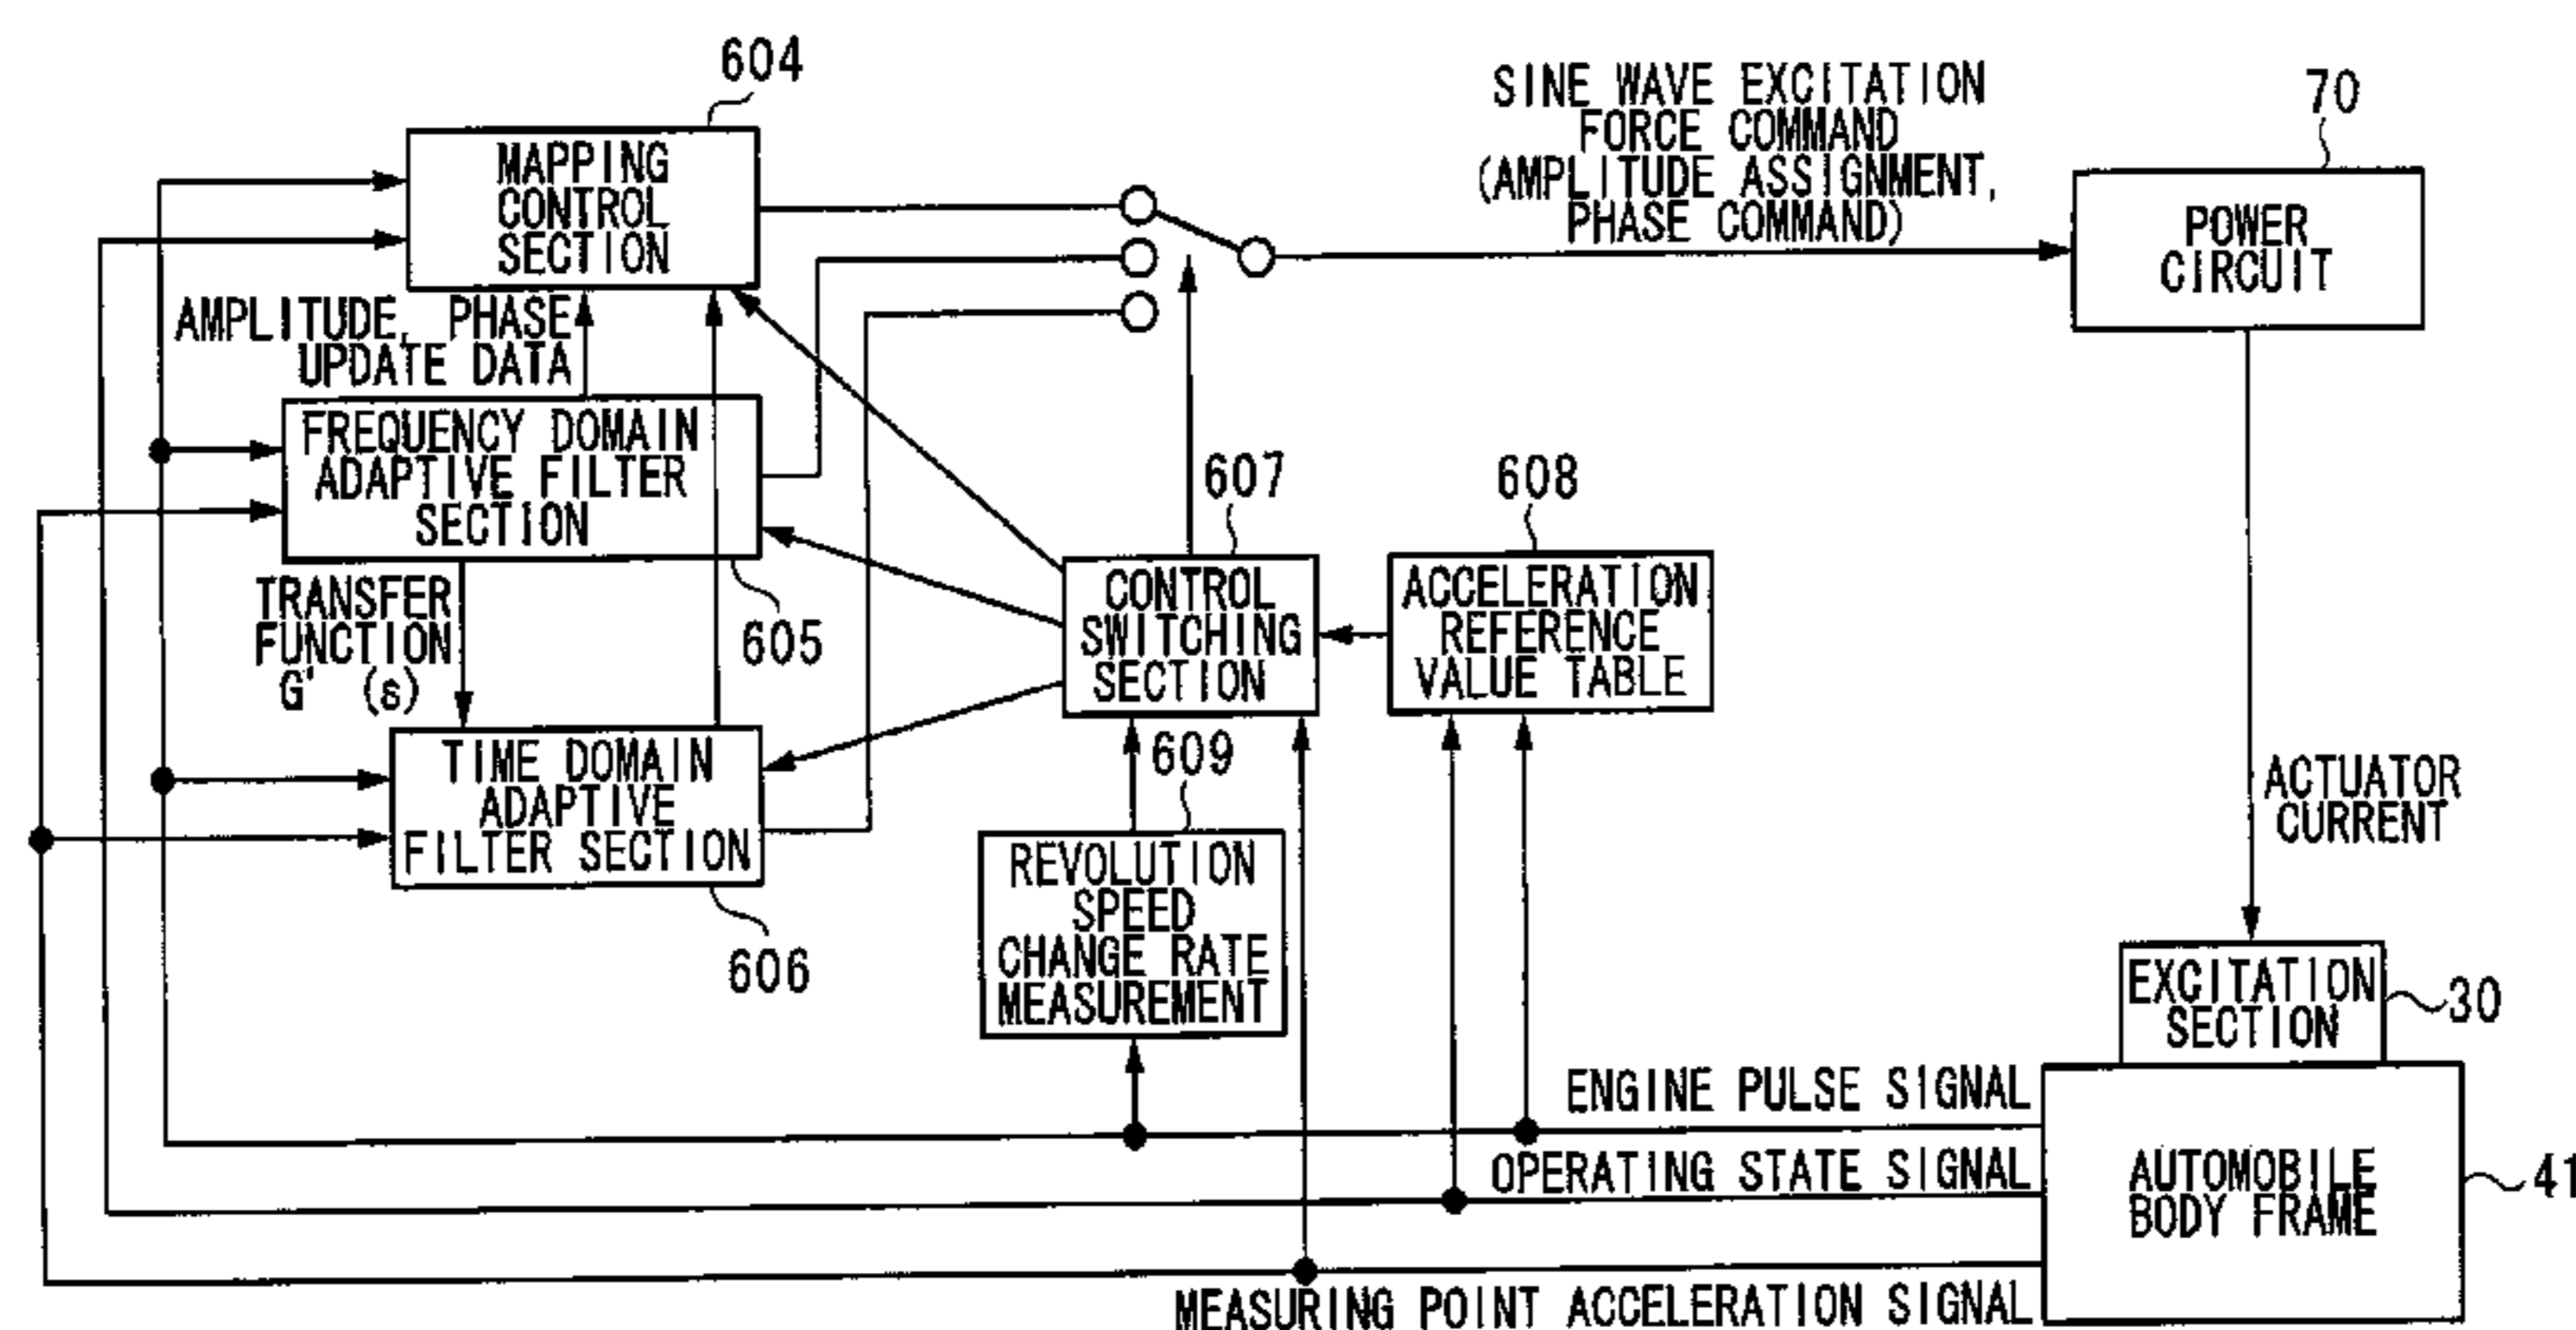 604
MAPPING
CONTROL
SECTION
SINE WAVE EXCITATION
FORCE COMMAND
(AMPLITUDE ASSIGNMENT,
PHASE COMMAND)
70
POWER
CIRCUIT
AMPLITUDE, PHASE
UPDATE DATA
FREQUENCY DOMAIN
ADAPTIVE FILTER
SECTION
605
TRANSFER
FUNCTION
G' (s)
607
CONTROL
SWITCHING
SECTION
608
ACCELERATION
REFERENCE
VALUE TABLE
TIME DOMAIN
ADAPTIVE
FILTER SECTION
606
609
REVOLUTION
SPEED
CHANGE RATE
MEASUREMENT
ACTUATOR
CURRENT
EXCITATION
SECTION
30
ENGINE PULSE SIGNAL
OPERATING STATE SIGNAL
MEASURING POINT ACCELERATION SIGNAL
AUTOMOBILE
BODY FRAME
41